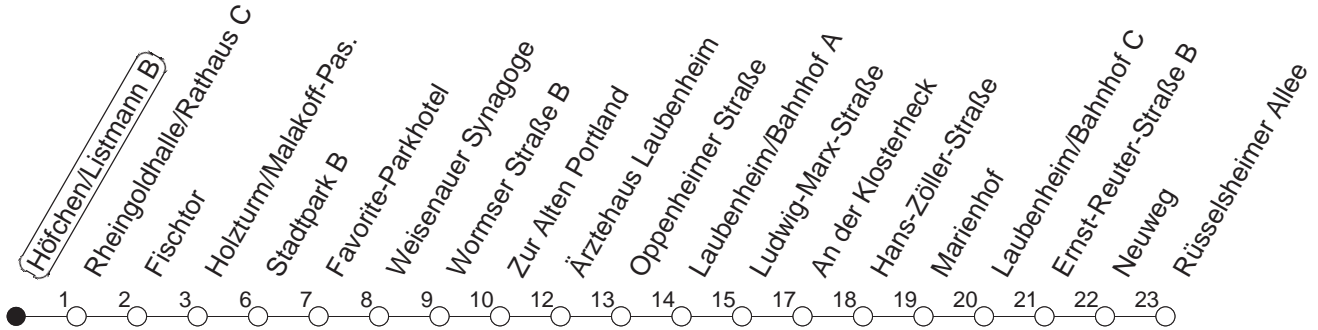 Höfchen/Listmann B
Rheingoldhalle/Rathaus C
Fischtor
Holzturm/Malakoff-Pas.
Stadtpark B
Favorite-Parkhotel
Weisenauer Synagoge
Wormser Straße B
Zur Alten Portland
Ärztehaus Laubenheim
Oppenheimer Straße
Laubenheim/Bahnhof A
Ludwig-Marx-Straße
An der Klosterheck
Hans-Zöller-Straße
Marienhof
Laubenheim/Bahnhof C
Ernst-Reuter-Straße B
Neuweg
Rüsselsheimer Allee
1 2 3 6 7 8 9 10 12 13 14 15 17 18 19 20 21 22 23